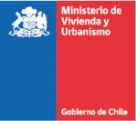 Ministerio de
Vivienda y
Urbanismo
Gobierno de Chile